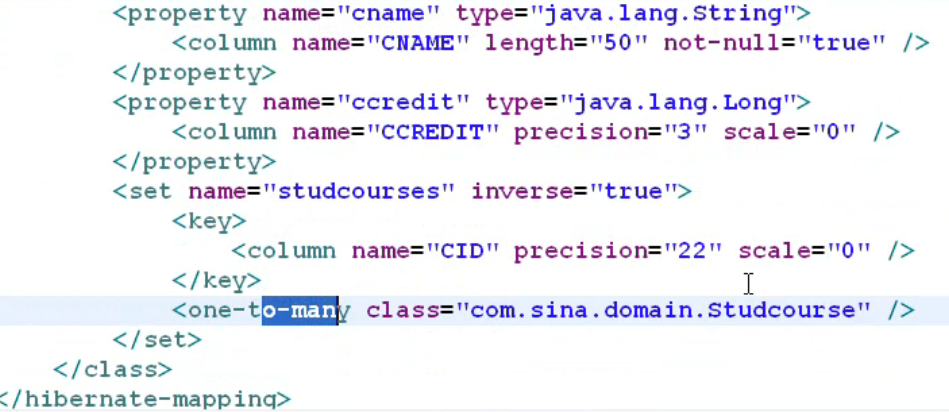 <property name="cname" type="java.lang.String">
<column name="CNAME" length="50" not-null="true" />
</property>
<property name="ccredit" type="java.lang.Long">
<column name="CCREDIT" precision="3" scale="0" />
</property>
<set name="studcourses" inverse="true">
<key>
<column name="CID" precision="22" scale="0" />
</key>
<one-to-many class="com.sina.domain.Studcourse" />
</set>
</class>
</hibernate-mapping>